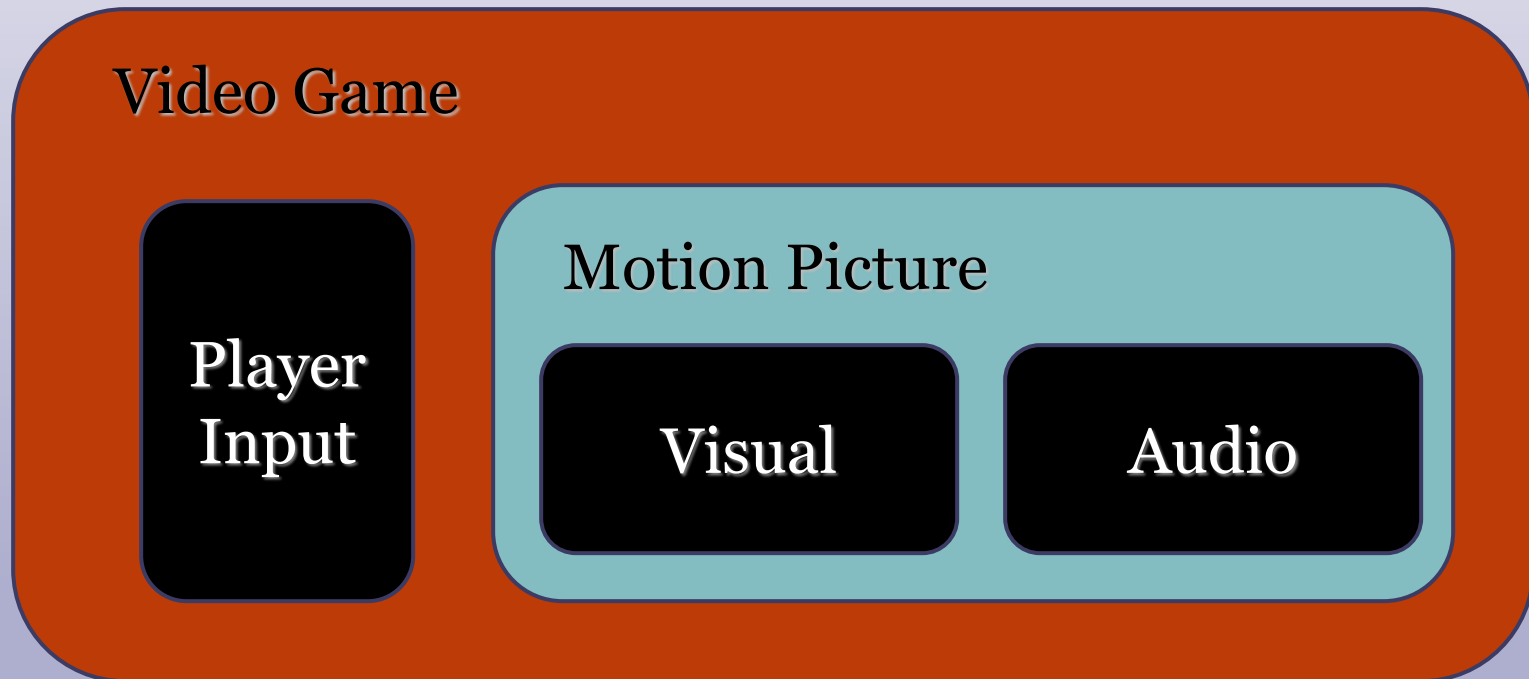 Video Game
Motion Picture
Player
Input
Visual
Audio